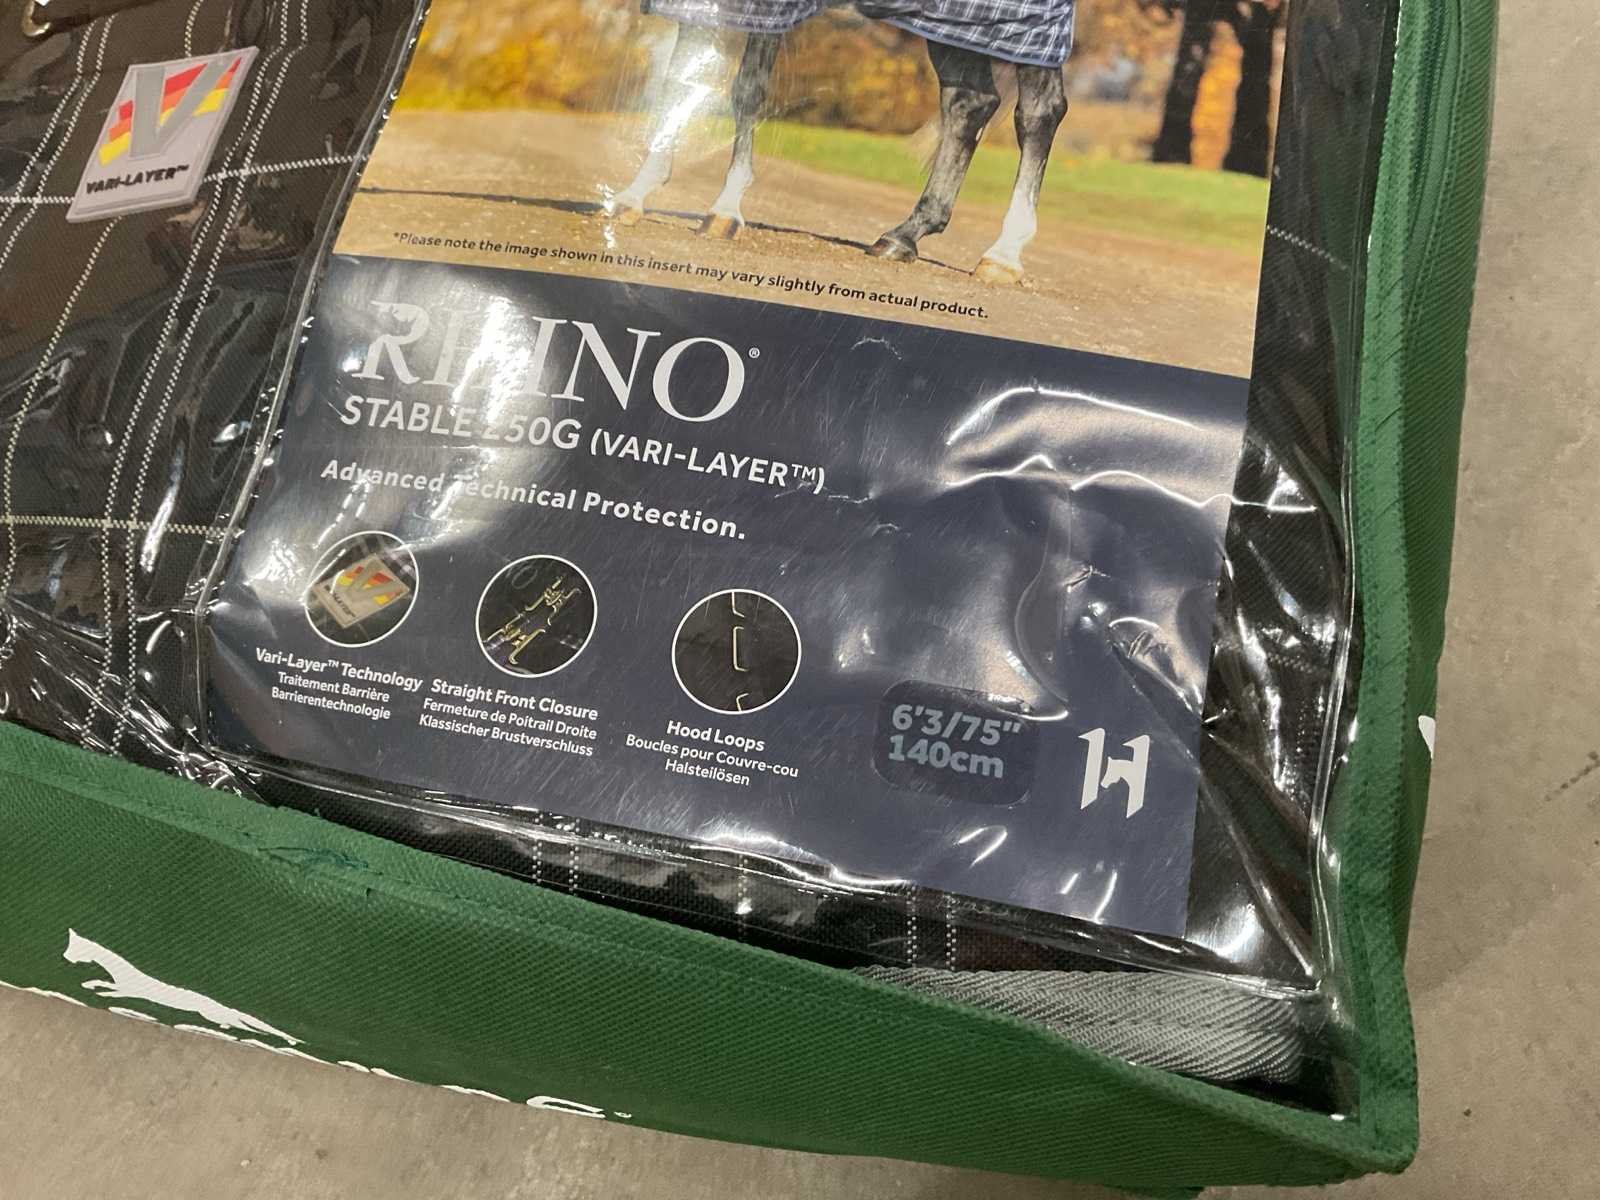 VARI-LAYER™
*Please note the image shown in this insert may vary slightly from actual product.
RHINO®
STABLE 250G (VARI-LAYER™)
Advanced Technical Protection.
Vari-Layer™ Technology
Traitement Barrière
Barrierentechnologie
Straight Front Closure
Fermeture de Poitrail Droite
Klassischer Brustverschluss
Hood Loops
Boucles pour Couvre-cou
Halsteilösen
6'3/75"
140cm